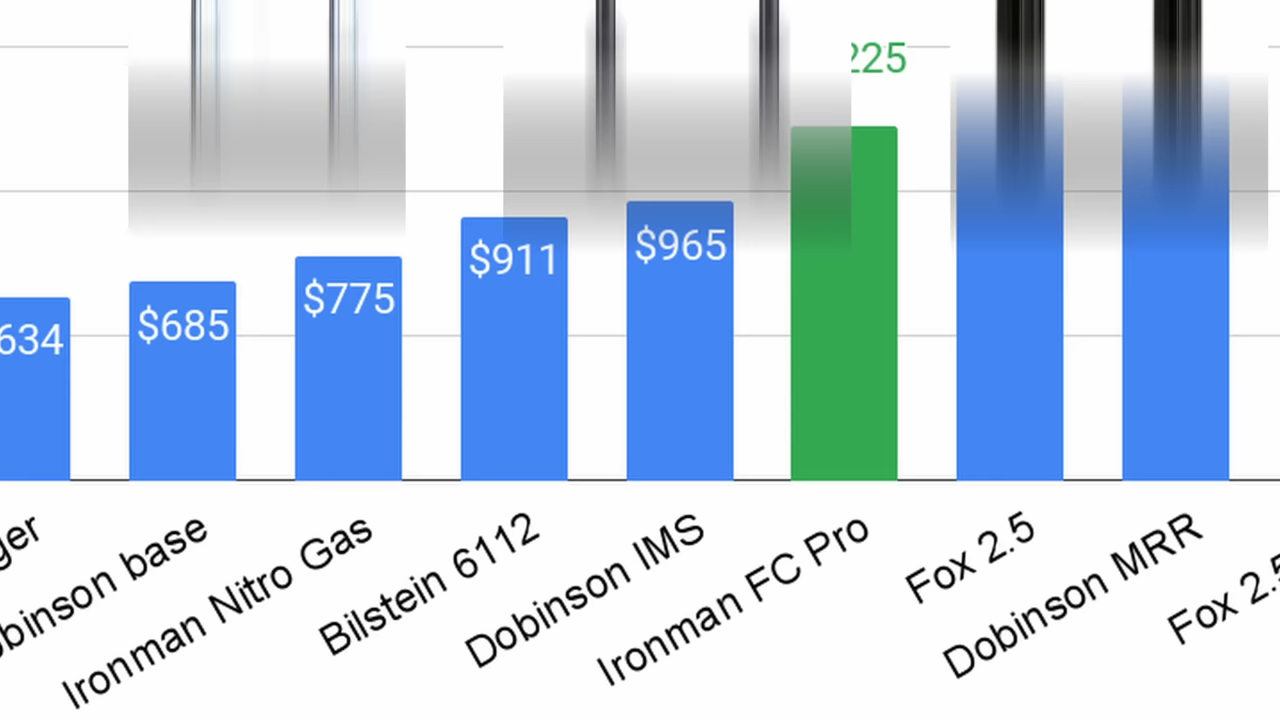 225
$965
$911
$775
$685
634
ger
obinson base
Ironman Nitro Gas
Bilstein 6112
Dobinson IMS
Ironman FC Pro
Fox 2.5
Dobinson MRR
Fox 2.5